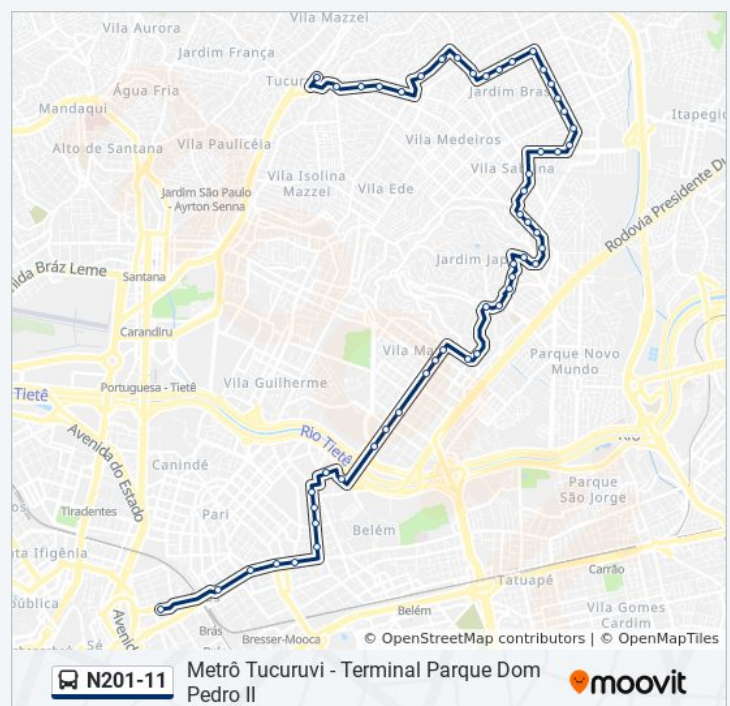 Vila Mazzei
Vila Aurora
Jardim França
Tucuru
Água Fria
Jardim Bras
Mandaqui
Itapegic
Alto de Santana
Vila Paulicéia
Vila Medeiros
Vila Isolina
Mazzei
Vila Ede
Vila Sabrina
Jardim São Paulo
- Ayrton Senna
Rodovia Presidente Du
nida Bráz Leme
Santana
Jardim Jap
Carandiru
Vila Ma
Parque Novo
Mundo
Portuguesa - Tietê
Vila Guilherme
Tietê
Rio Tietê
Avenida do Estado
Canindé
Parque
São Jorge
Tiradentes
Pari
Belém
ta Ifigênia
Tatuapé
Carrão
ública
Belém
Vila Gomes
Cardim
Avenid
Sé
Brás
Bresser-Mooca
© OpenStreetMap contributors | © OpenMapTiles
N201-11
Metrô Tucuruvi - Terminal Parque Dom
Pedro II
moovit